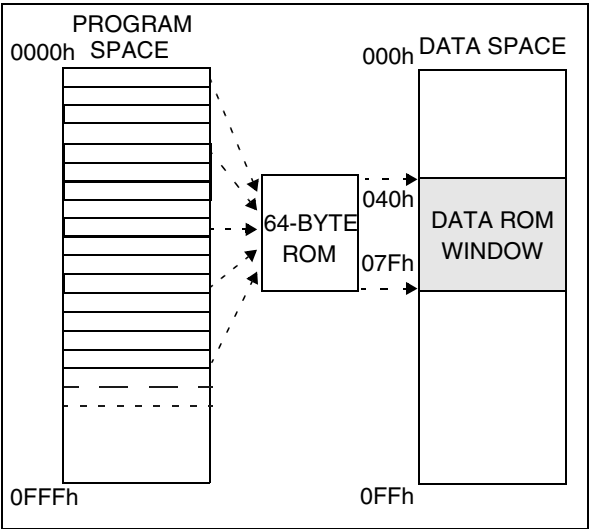 PROGRAM
SPACE
0000h
000h
DATA SPACE
64-BYTE
ROM
040h
07Fh
DATA ROM
WINDOW
0FFFh
0FFh